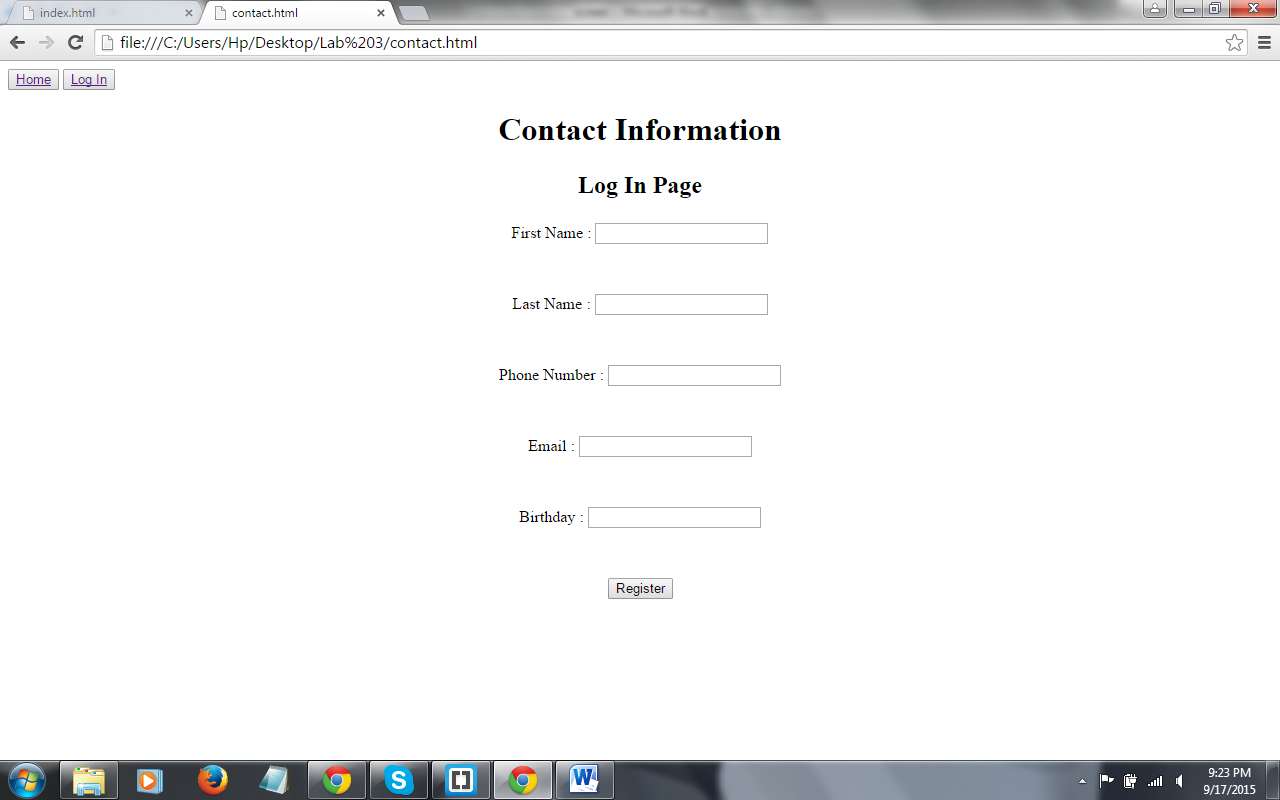 index.html contact.html
file:///C:/Users/Hp/Desktop/Lab%203/contact.html
Home Log In
Contact Information
Log In Page
First Name :
Last Name :
Phone Number :
Email :
Birthday :
Register
9:23 PM
9/17/2015